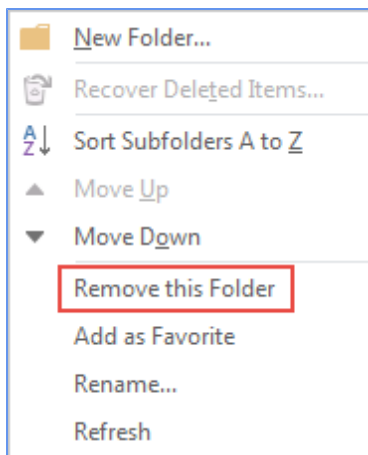 New Folder...
Recover Deleted Items...
A
Z
Sort Subfolders A to Z
Move Up
Move Down
Remove this Folder
Add as Favorite
Rename...
Refresh